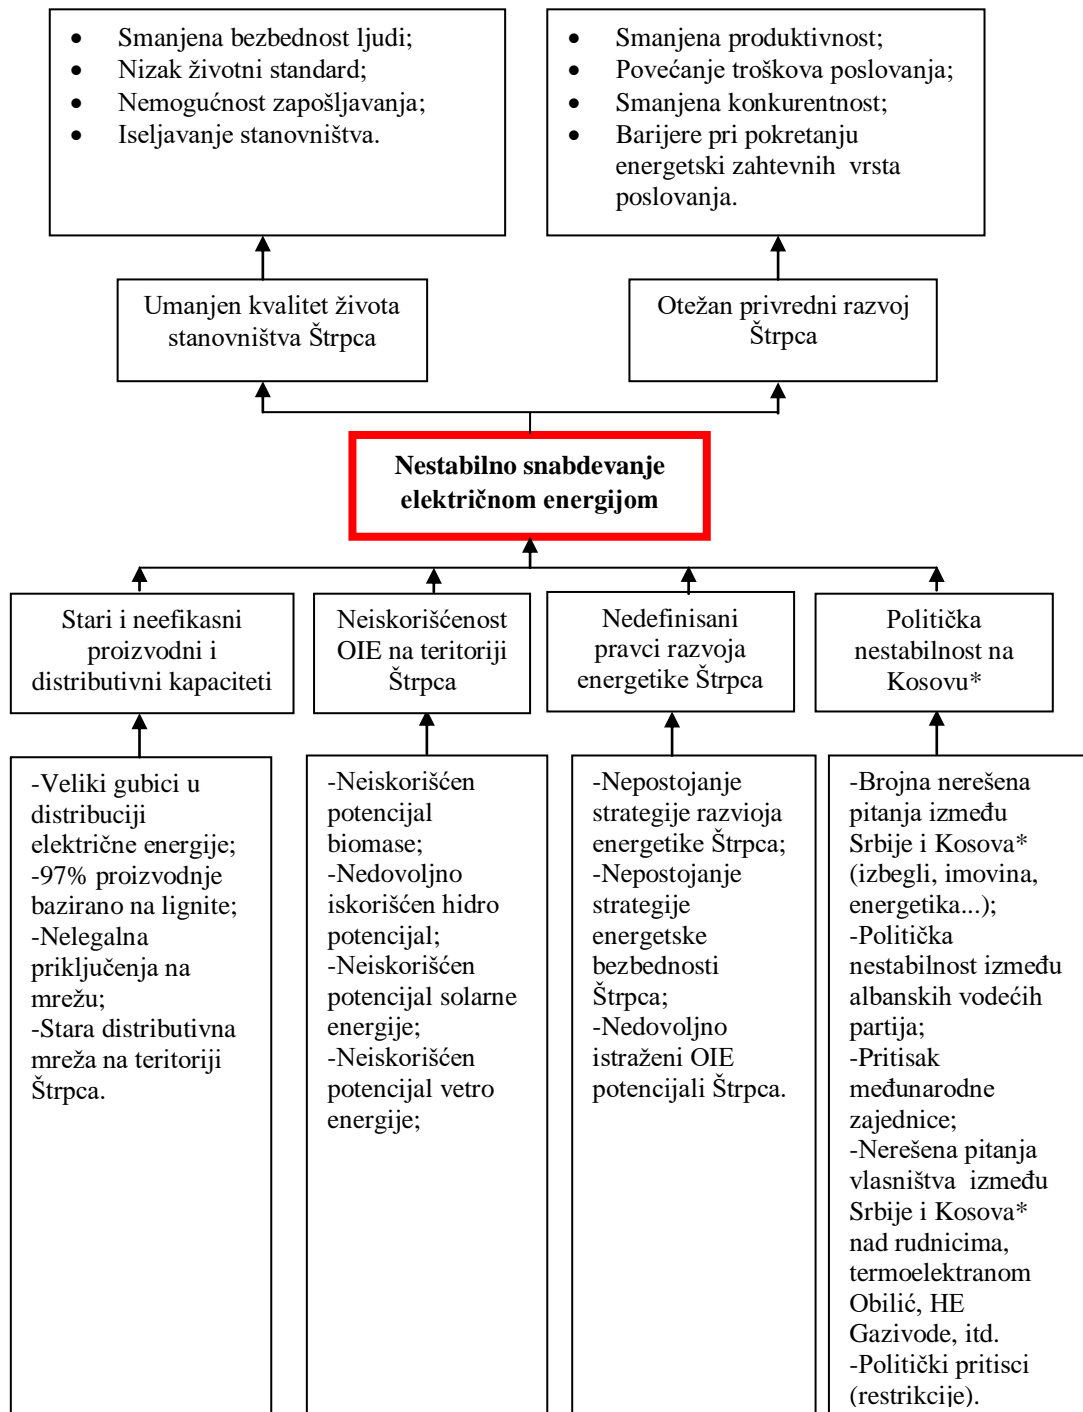 • Smanjena bezbednost ljudi;
• Nizak životni standard;
• Nemogućnost zapošljavanja;
• Iseljavanje stanovništva.
• Smanjena produktivnost;
• Povećanje troškova poslovanja;
• Smanjena konkurentnost;
• Barijere pri pokretanju
energetski zahtevnih vrsta
poslovanja.
Umanjen kvalitet života
stanovništva Štrpca
Otežan privredni razvoj
Štrpca
Nestabilno snabdevanje
električnom energijom
Stari i neefikasni
proizvodni i
distributivni kapaciteti
Neiskorišćenost
OIE na teritoriji
Štrpca
Nedefinisani
pravci razvoja
energetike Štrpca
Politička
nestabilnost na
Kosovu*
-Veliki gubici u
distribuciji
električne energije;
-97% proizvodnje
bazirano na lignite;
-Nelegalna
priključenja na
mrežu;
-Stara distributivna
mreža na teritoriji
Štrpca.
-Neiskorišćen
potencijal
biomase;
-Nedovoljno
iskorišćen hidro
potencijal;
-Neiskorišćen
potencijal solarne
energije;
-Neiskorišćen
potencijal vetro
energije;
-Nepostojanje
strategije razvioja
energetike Štrpca;
-Nepostojanje
strategije
energetske
bezbednosti
Štrpca;
-Nedovoljno
istraženi OIE
potencijali Štrpca.
-Brojna nerešena
pitanja između
Srbije i Kosova*
(izbegli, imovina,
energetika...);
-Politička
nestabilnost između
albanskih vodećih
partija;
-Pritisak
međunarodne
zajednice;
-Nerešena pitanja
vlasništva između
Srbije i Kosova*
nad rudnicima,
termoelektranom
Obilić, HE
Gazivode, itd.
-Politički pritisci
(restrikcije).